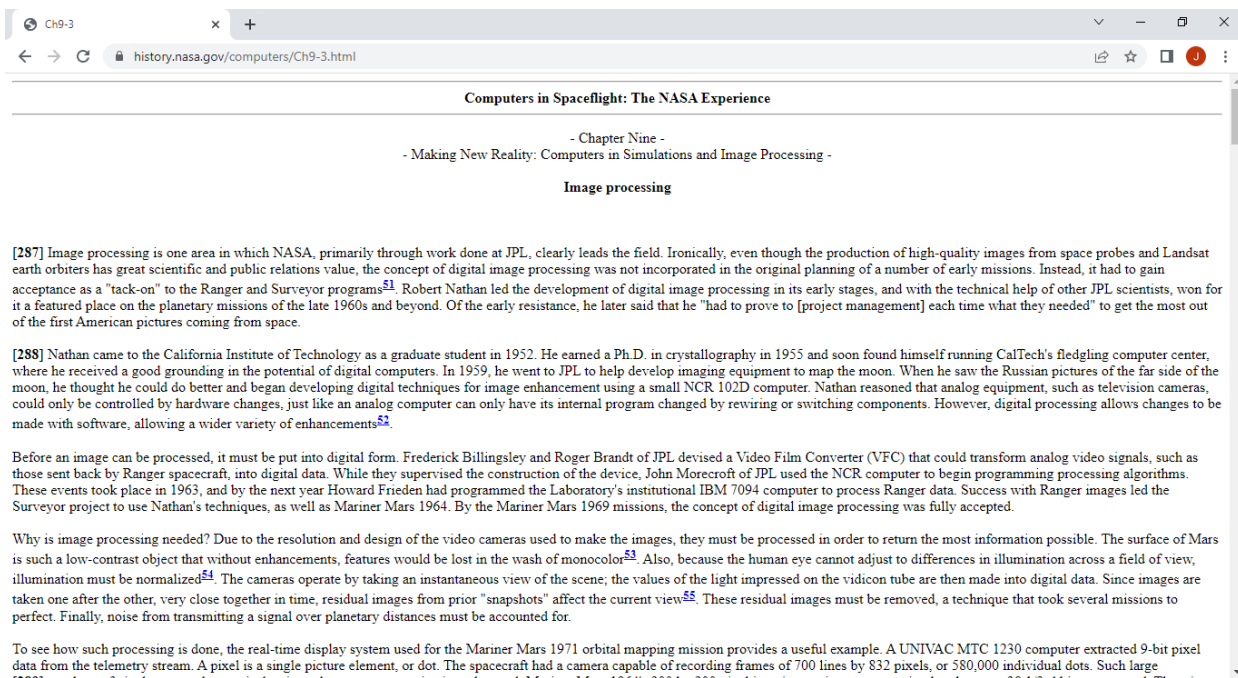 Ch9-3
history.nasa.gov/computers/Ch9-3.html
J
Computers in Spaceflight: The NASA Experience
- Chapter Nine -
- Making New Reality: Computers in Simulations and Image Processing -
Image processing
[287] Image processing is one area in which NASA, primarily through work done at JPL, clearly leads the field. Ironically, even though the production of high-quality images from space probes and Landsat
earth orbiters has great scientific and public relations value, the concept of digital image processing was not incorporated in the original planning of a number of early missions. Instead, it had to gain
acceptance as a "tack-on" to the Ranger and Surveyor programs51. Robert Nathan led the development of digital image processing in its early stages, and with the technical help of other JPL scientists, won for
it a featured place on the planetary missions of the late 1960s and beyond. Of the early resistance, he later said that he "had to prove to [project management] each time what they needed" to get the most out
of the first American pictures coming from space.
[288] Nathan came to the California Institute of Technology as a graduate student in 1952. He earned a Ph.D. in crystallography in 1955 and soon found himself running CalTech's fledgling computer center,
where he received a good grounding in the potential of digital computers. In 1959, he went to JPL to help develop imaging equipment to map the moon. When he saw the Russian pictures of the far side of the
moon, he thought he could do better and began developing digital techniques for image enhancement using a small NCR 102D computer. Nathan reasoned that analog equipment, such as television cameras,
could only be controlled by hardware changes, just like an analog computer can only have its internal program changed by rewiring or switching components. However, digital processing allows changes to be
made with software, allowing a wider variety of enhancements52.
Before an image can be processed, it must be put into digital form. Frederick Billingsley and Roger Brandt of JPL devised a Video Film Converter (VFC) that could transform analog video signals, such as
those sent back by Ranger spacecraft, into digital data. While they supervised the construction of the device, John Morecroft of JPL used the NCR computer to begin programming processing algorithms.
These events took place in 1963, and by the next year Howard Frieden had programmed the Laboratory's institutional IBM 7094 computer to process Ranger data. Success with Ranger images led the
Surveyor project to use Nathan's techniques, as well as Mariner Mars 1964. By the Mariner Mars 1969 missions, the concept of digital image processing was fully accepted.
Why is image processing needed? Due to the resolution and design of the video cameras used to make the images, they must be processed in order to return the most information possible. The surface of Mars
is such a low-contrast object that without enhancements, features would be lost in the wash of monocolor53. Also, because the human eye cannot adjust to differences in illumination across a field of view,
illumination must be normalized54. The cameras operate by taking an instantaneous view of the scene; the values of the light impressed on the vidicon tube are then made into digital data. Since images are
taken one after the other, very close together in time, residual images from prior "snapshots" affect the current view55. These residual images must be removed, a technique that took several missions to
perfect. Finally, noise from transmitting a signal over planetary distances must be accounted for.
To see how such processing is done, the real-time display system used for the Mariner Mars 1971 orbital mapping mission provides a useful example. A UNIVAC MTC 1230 computer extracted 9-bit pixel
data from the telemetry stream. A pixel is a single picture element, or dot. The spacecraft had a camera capable of recording frames of 700 lines by 832 pixels, or 580,000 individual dots. Such large